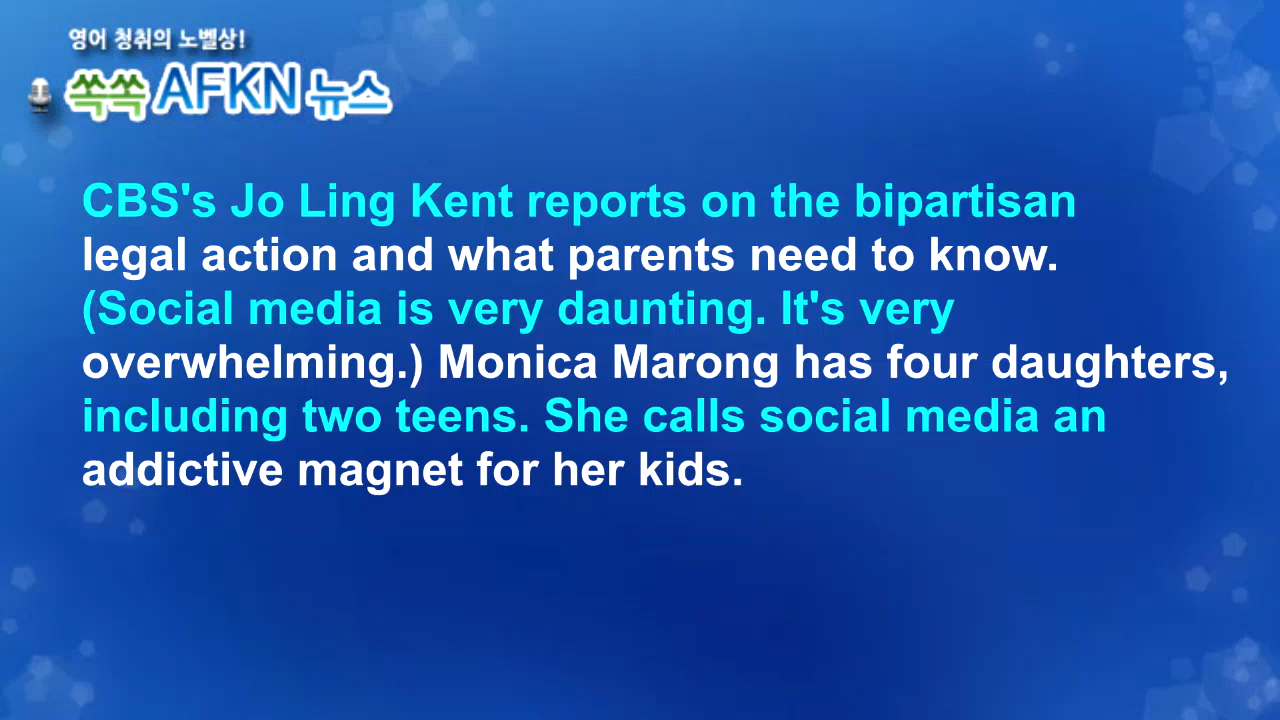 영어 청취의 노벨상!
쏙쏙 AFKN 뉴스
CBS's Jo Ling Kent reports on the bipartisan
legal action and what parents need to know.
(Social media is very daunting. It's very
overwhelming.) Monica Marong has four daughters,
including two teens. She calls social media an
addictive magnet for her kids.